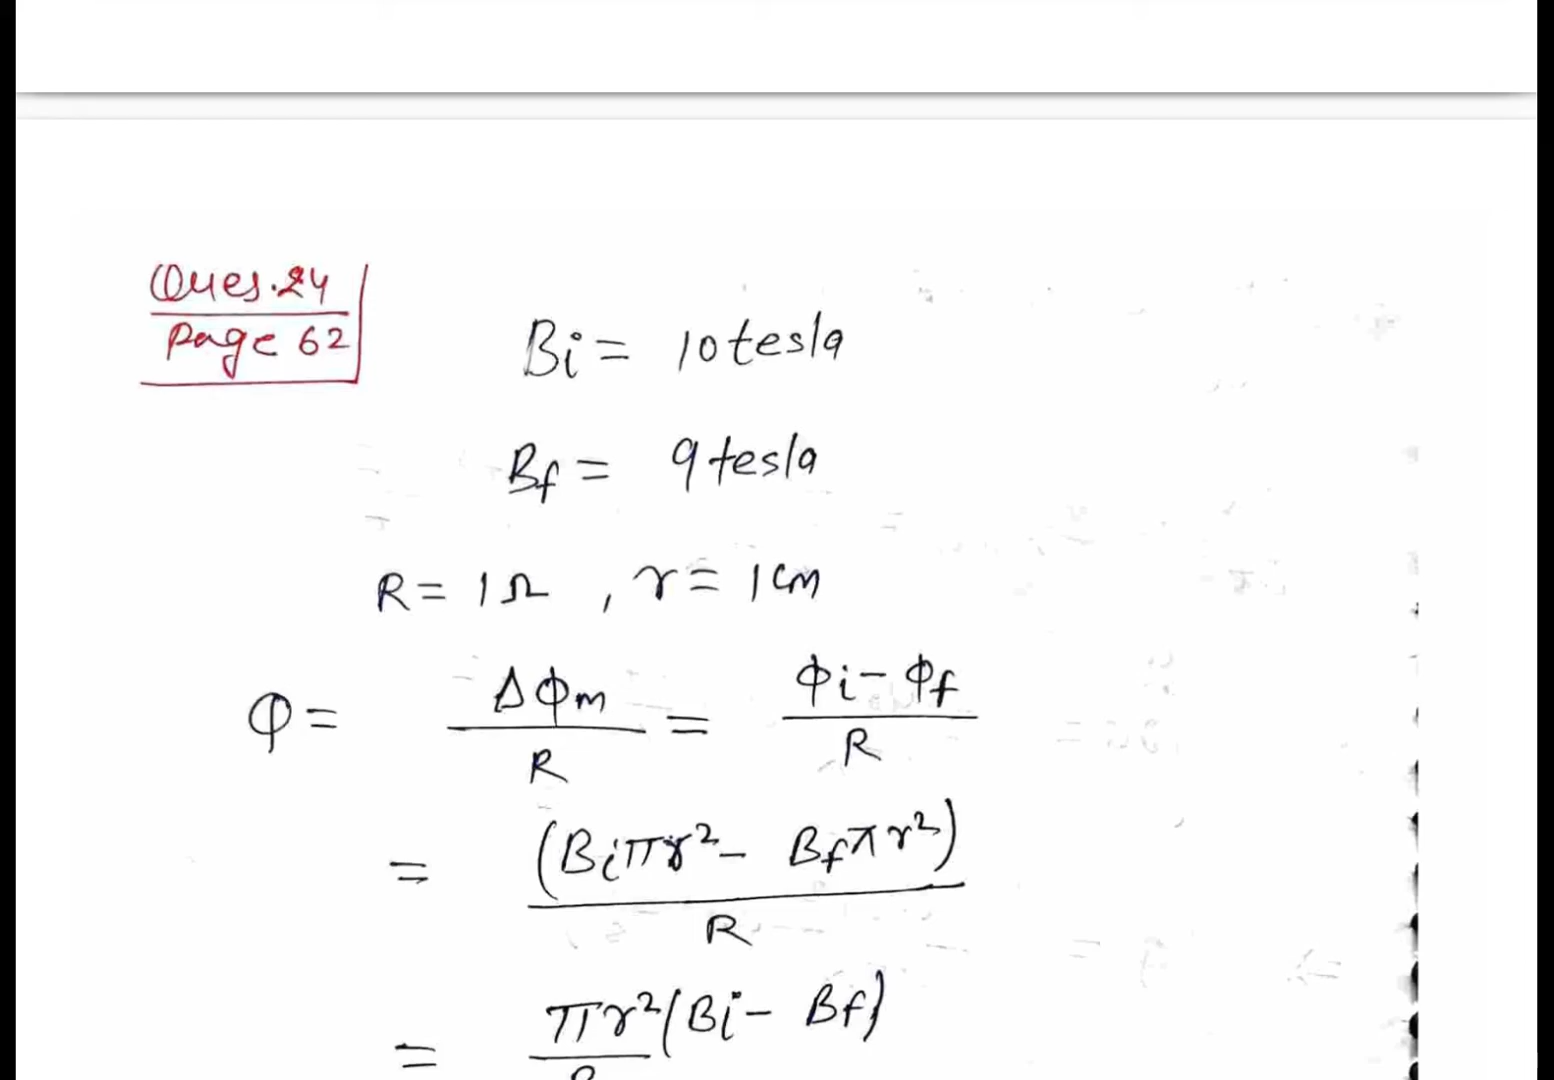 Ques.24
Page 62
Bi = 10 tesla
Bf = 9 tesla
R = 1Ω , r = 1cm
Φ = ΔΦm / R = Φi - Φf / R
= (Biπr² - Bfπr²) / R
= πr² (Bi - Bf)